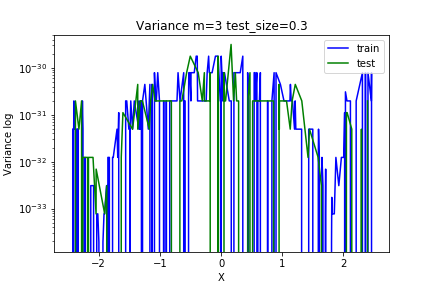 Variance m=3 test_size=0.3
train
test
10⁻³⁰
10⁻³¹
10⁻³²
10⁻³³
Variance log
−2
−1
0
1
2
X